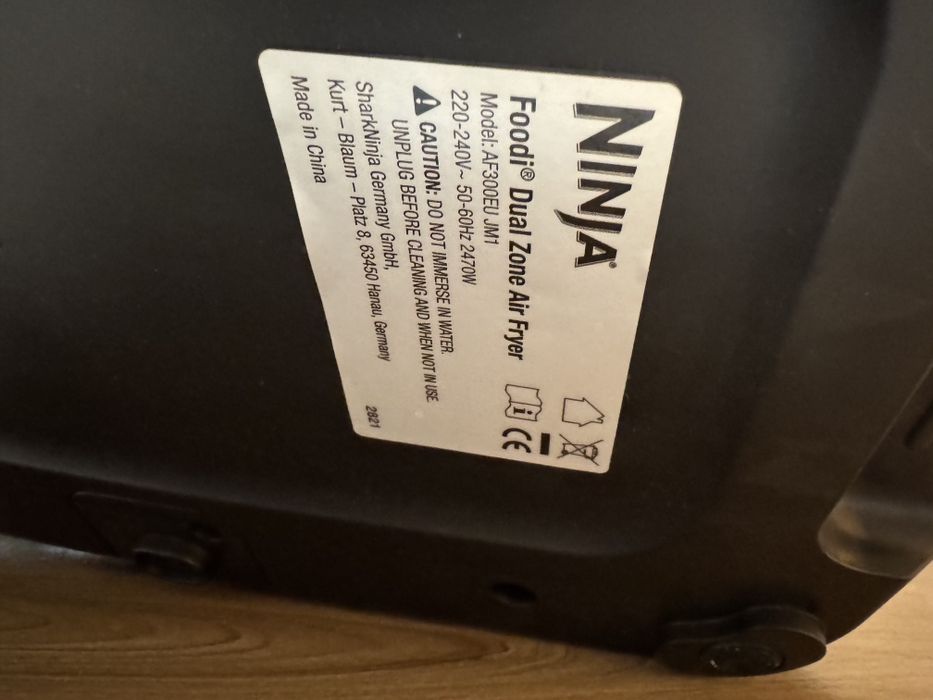 NINJA®
Foodi® Dual Zone Air Fryer
Model: AF300EU JM1
220-240V~ 50-60Hz 2470W
CAUTION: DO NOT IMMERSE IN WATER.
UNPLUG BEFORE CLEANING AND WHEN NOT IN USE.
SharkNinja Germany GmbH,
Kurt – Blaum – Platz 8, 63450 Hanau, Germany
Made in China
2821
i
CE